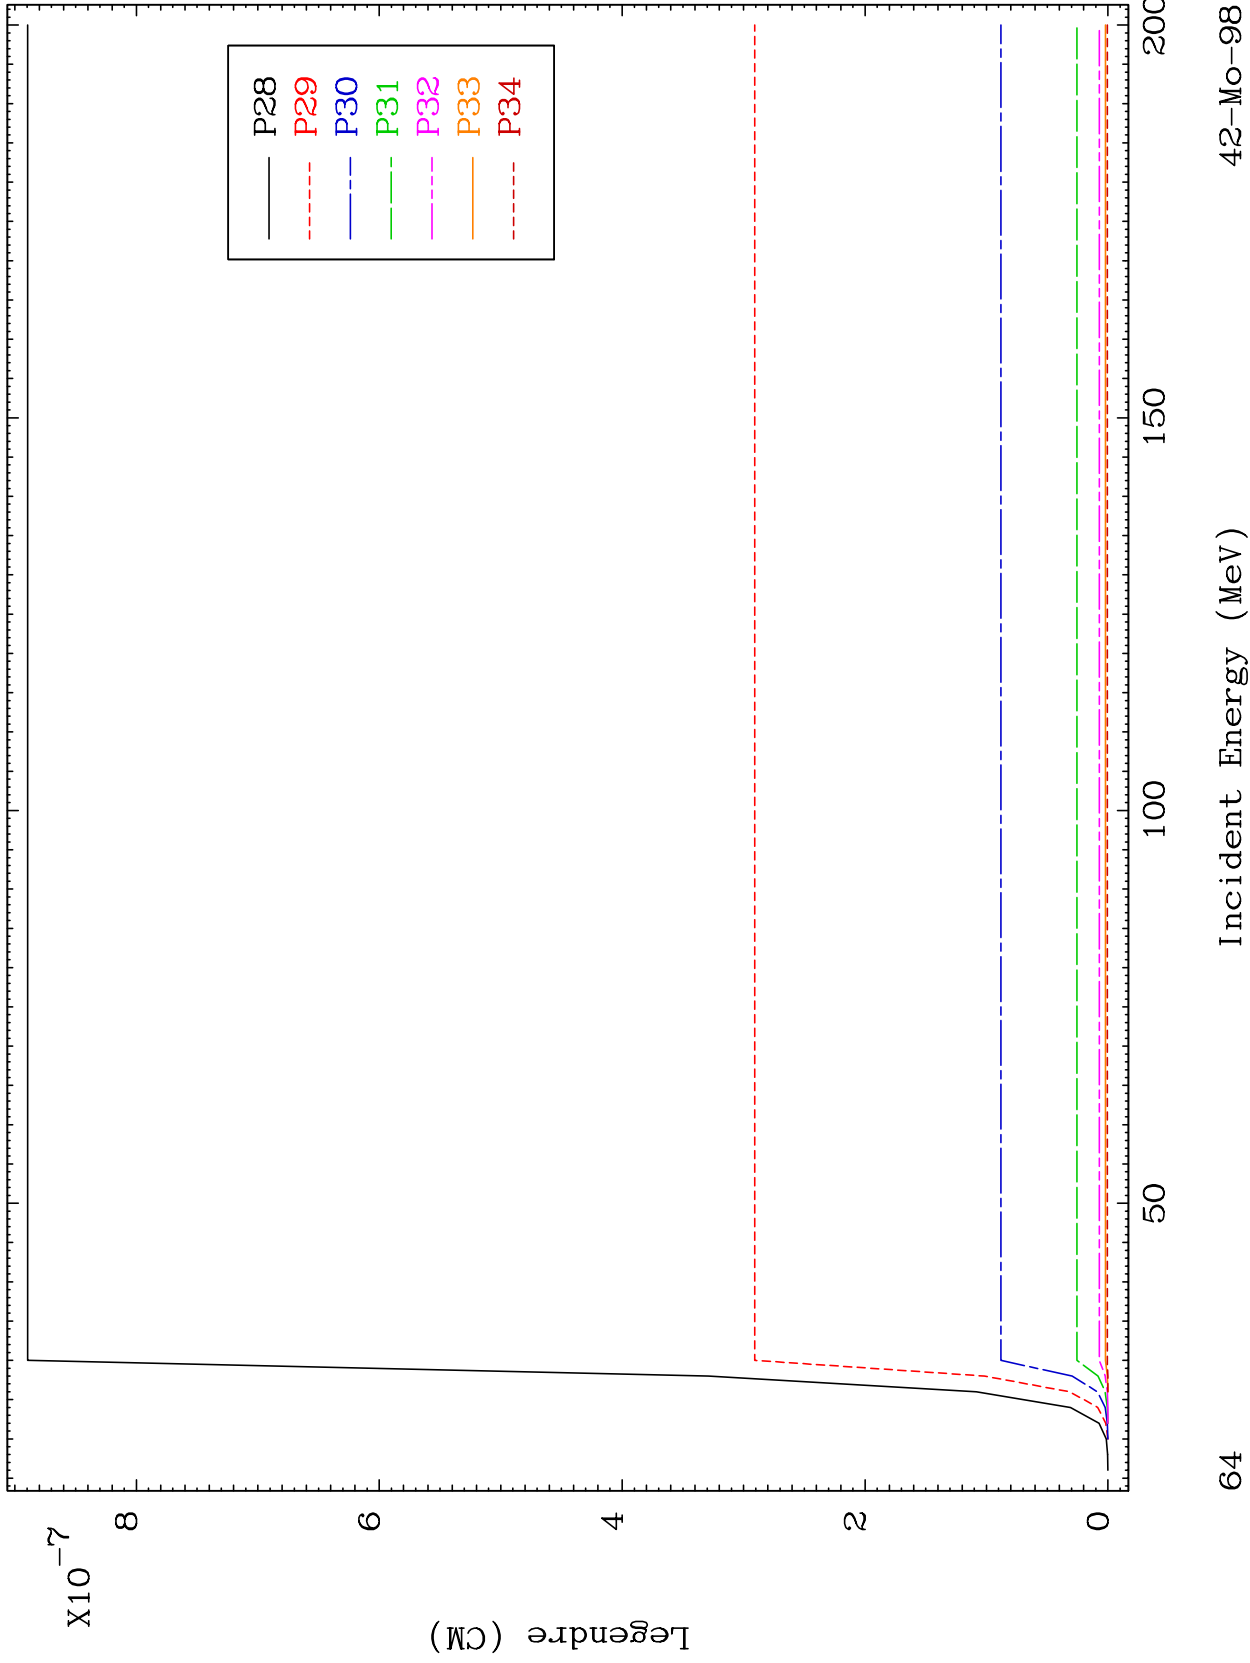 X10−7
8
6
4
2
0
Legendre (CM)
P28
P29
P30
P31
P32
P33
P34
50
100
150
200
Incident Energy (MeV)
64
42−Mo−98